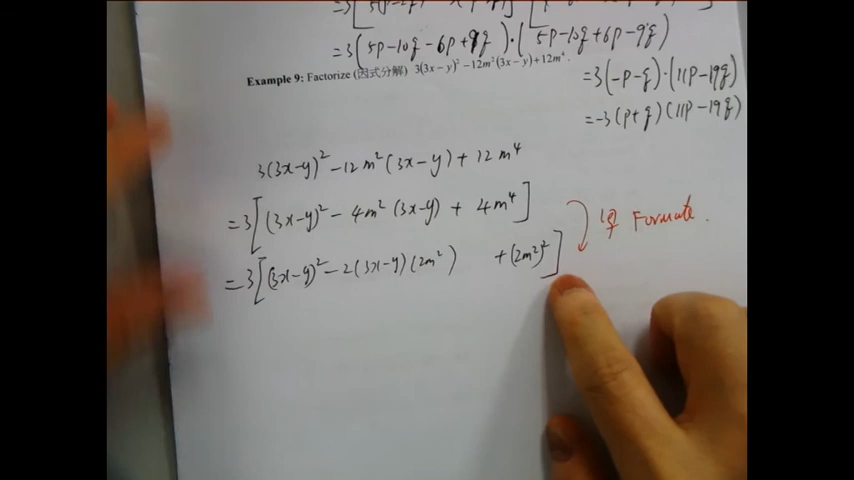 =3(5p-10q-6p+9q)·(5p-10q+6p-9q)
Example 9: Factorize (因式分解) 3(3x-y)²-12m²(3x-y)+12m⁴.
=3(-p-q)·(11p-19q)
=-3(p+q)(11p-19q)
3(3x-y)²-12m²(3x-y)+12m⁴
=3[(3x-y)²-4m²(3x-y)+4m⁴]
Formate.
=3[(3x-y)²-2(3x-y)(2m²) +(2m²)²]